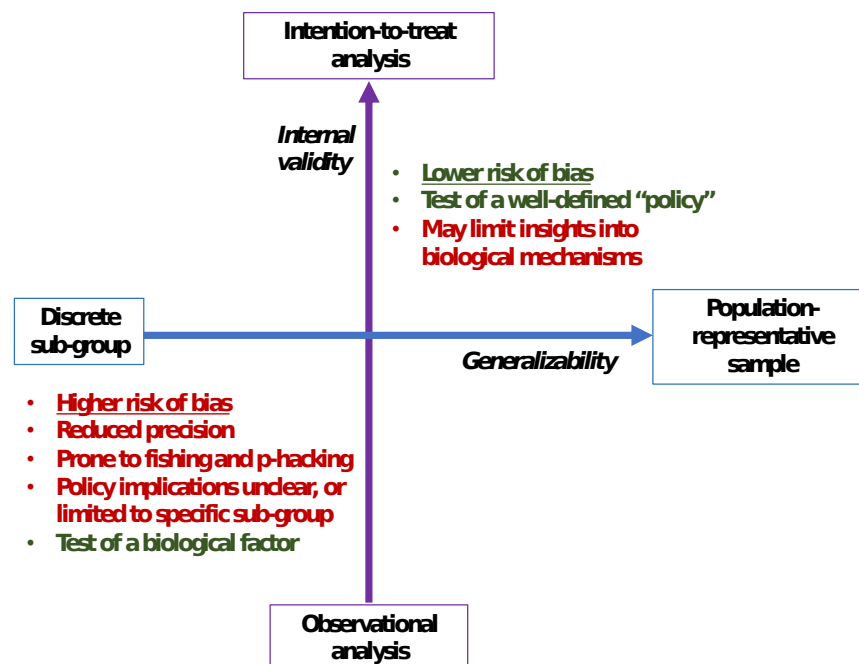 Intention-to-treat
analysis
Internal
validity
• Lower risk of bias
• Test of a well-defined “policy”
• May limit insights into
biological mechanisms
Discrete
sub-group
Population-
representative
sample
Generalizability
• Higher risk of bias
• Reduced precision
• Prone to fishing and p-hacking
• Policy implications unclear, or
limited to specific sub-group
• Test of a biological factor
Observational
analysis